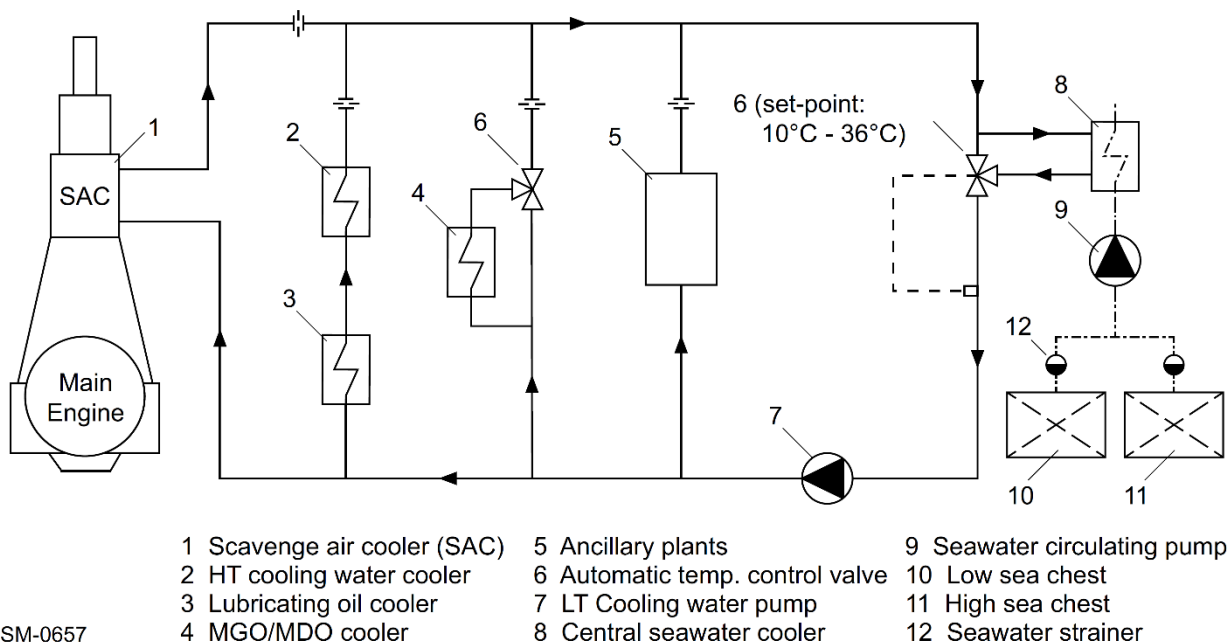 1
SAC
Main
Engine
2
3
4
6
5
6 (set-point:
10°C - 36°C)
8
9
7
12
10
11
1 Scavenge air cooler (SAC)
2 HT cooling water cooler
3 Lubricating oil cooler
4 MGO/MDO cooler
5 Ancillary plants
6 Automatic temp. control valve
7 LT Cooling water pump
8 Central seawater cooler
9 Seawater circulating pump
10 Low sea chest
11 High sea chest
12 Seawater strainer
SM-0657